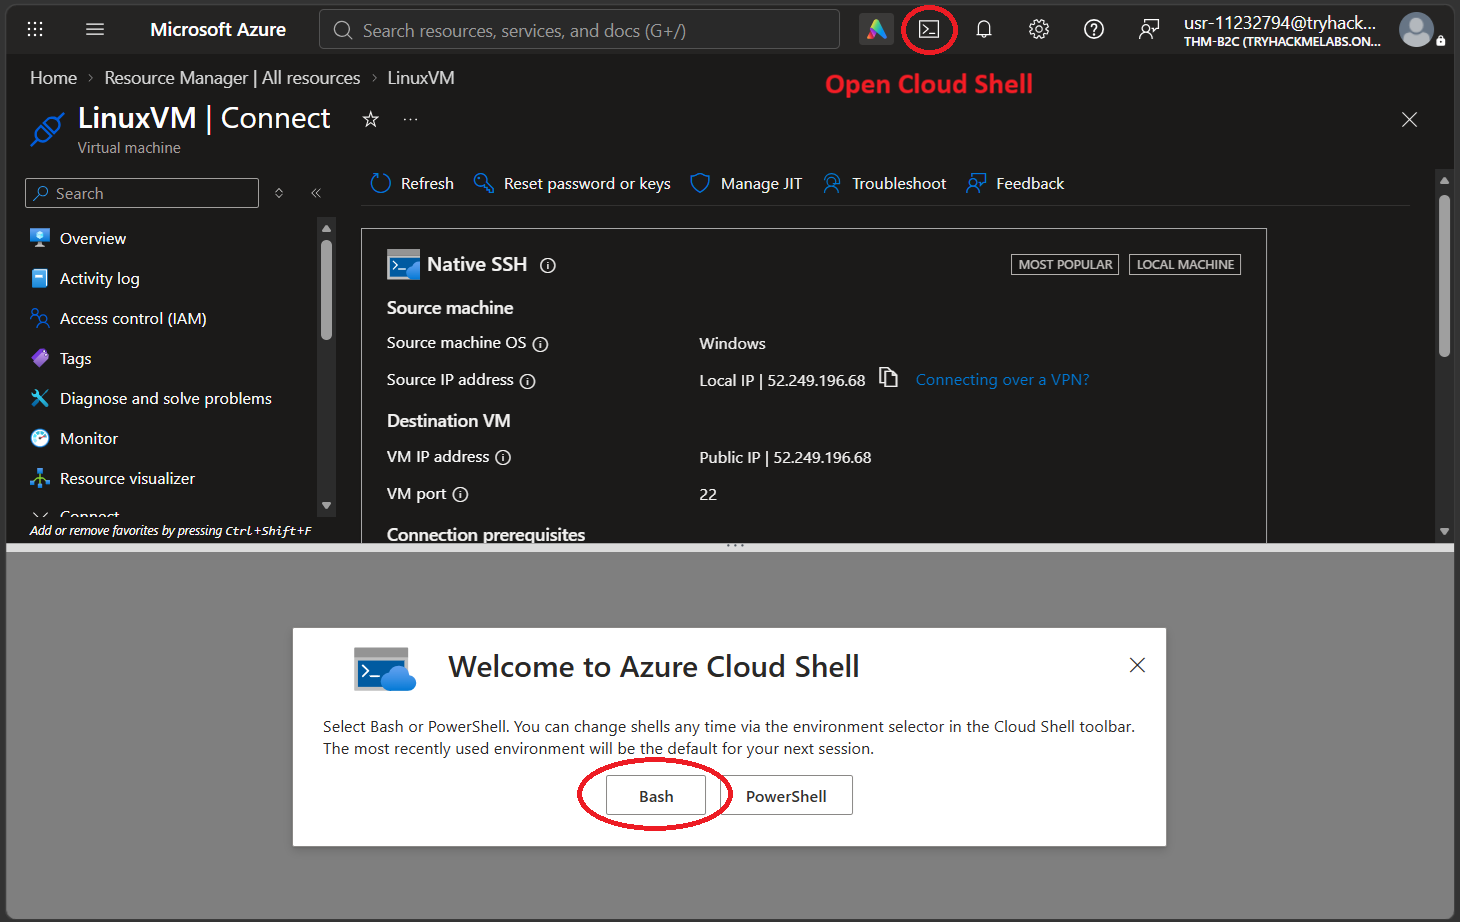 Microsoft Azure
Search resources, services, and docs (G+/)
usr-11232794@tryhack...
THM-B2C (TRYHACKMELABS.ON...
Home > Resource Manager | All resources > LinuxVM
Open Cloud Shell
LinuxVM | Connect
Virtual machine
Search
Refresh
Reset password or keys
Manage JIT
Troubleshoot
Feedback
Overview
Activity log
Access control (IAM)
Tags
Diagnose and solve problems
Monitor
Resource visualizer
Connect
Add or remove favorites by pressing Ctrl+Shift+F
Native SSH
MOST POPULAR
LOCAL MACHINE
Source machine
Source machine OS
Windows
Source IP address
Local IP | 52.249.196.68
Connecting over a VPN?
Destination VM
VM IP address
Public IP | 52.249.196.68
VM port
22
Connection prerequisites
Welcome to Azure Cloud Shell
Select Bash or PowerShell. You can change shells any time via the environment selector in the Cloud Shell toolbar.
The most recently used environment will be the default for your next session.
Bash
PowerShell